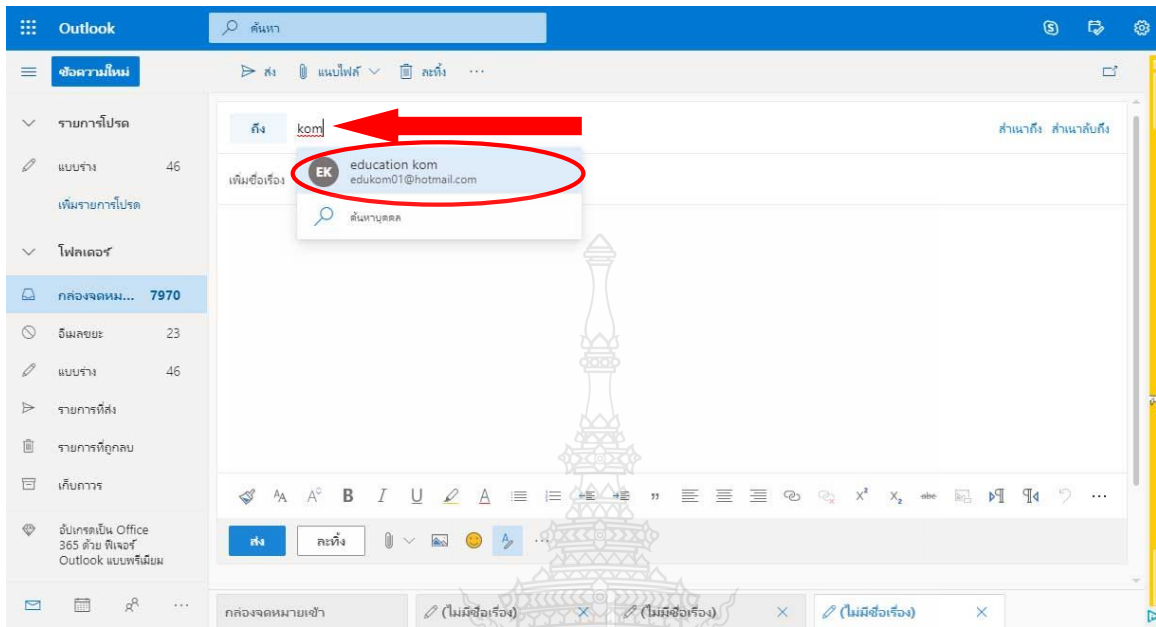 Outlook
ค้นหา
ข้อความใหม่
ส่ง
แนบไฟล์
ละทิ้ง
...
รายการโปรด
แบบร่าง 46
เพิ่มรายการโปรด
โฟลเดอร์
กล่องจดหม... 7970
อีเมลขยะ 23
แบบร่าง 46
รายการที่ส่ง
รายการที่ถูกลบ
เก็บถาวร
อัปเกรดเป็น Office
365 ด้วย ฟีเจอร์
Outlook แบบพรีเมียม
ถึง kom
สำเนาถึง สำเนาลับถึง
เพิ่มชื่อเรื่อง
EK
education kom
edukom01@hotmail.com
ค้นหาบุคคล
ส่ง ละทิ้ง
กล่องจดหมายเข้า (ไม่มีชื่อเรื่อง) (ไม่มีชื่อเรื่อง) (ไม่มีชื่อเรื่อง)